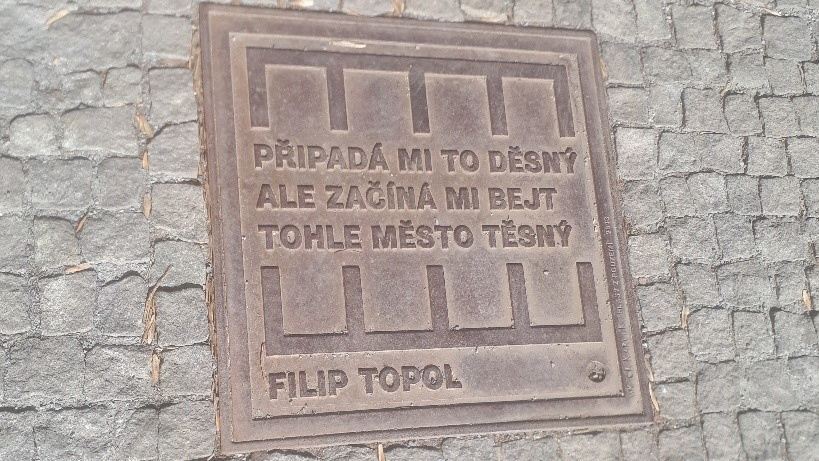 PŘIPADÁ MI TO DĚSNÝ
ALE ZAČÍNÁ MI BEJT
TOHLE MĚSTO TĚSNÝ
FILIP TOPOL